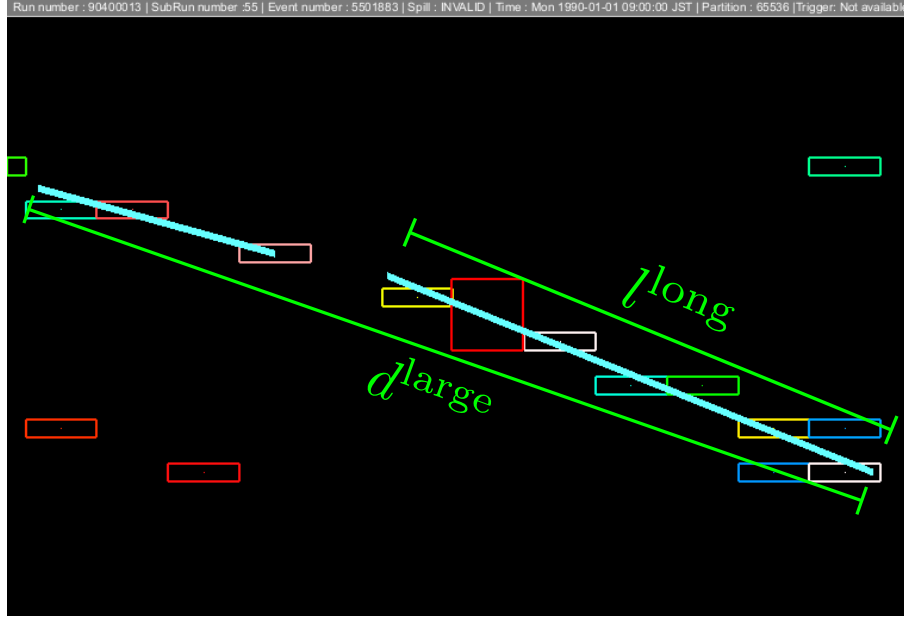 Run number : 90400013 | SubRun number :55 | Event number : 5501883 | Spill : INVALID | Time : Mon 1990-01-01 09:00:00 JST | Partition : 65536 |Trigger: Not available
l^long
d^large